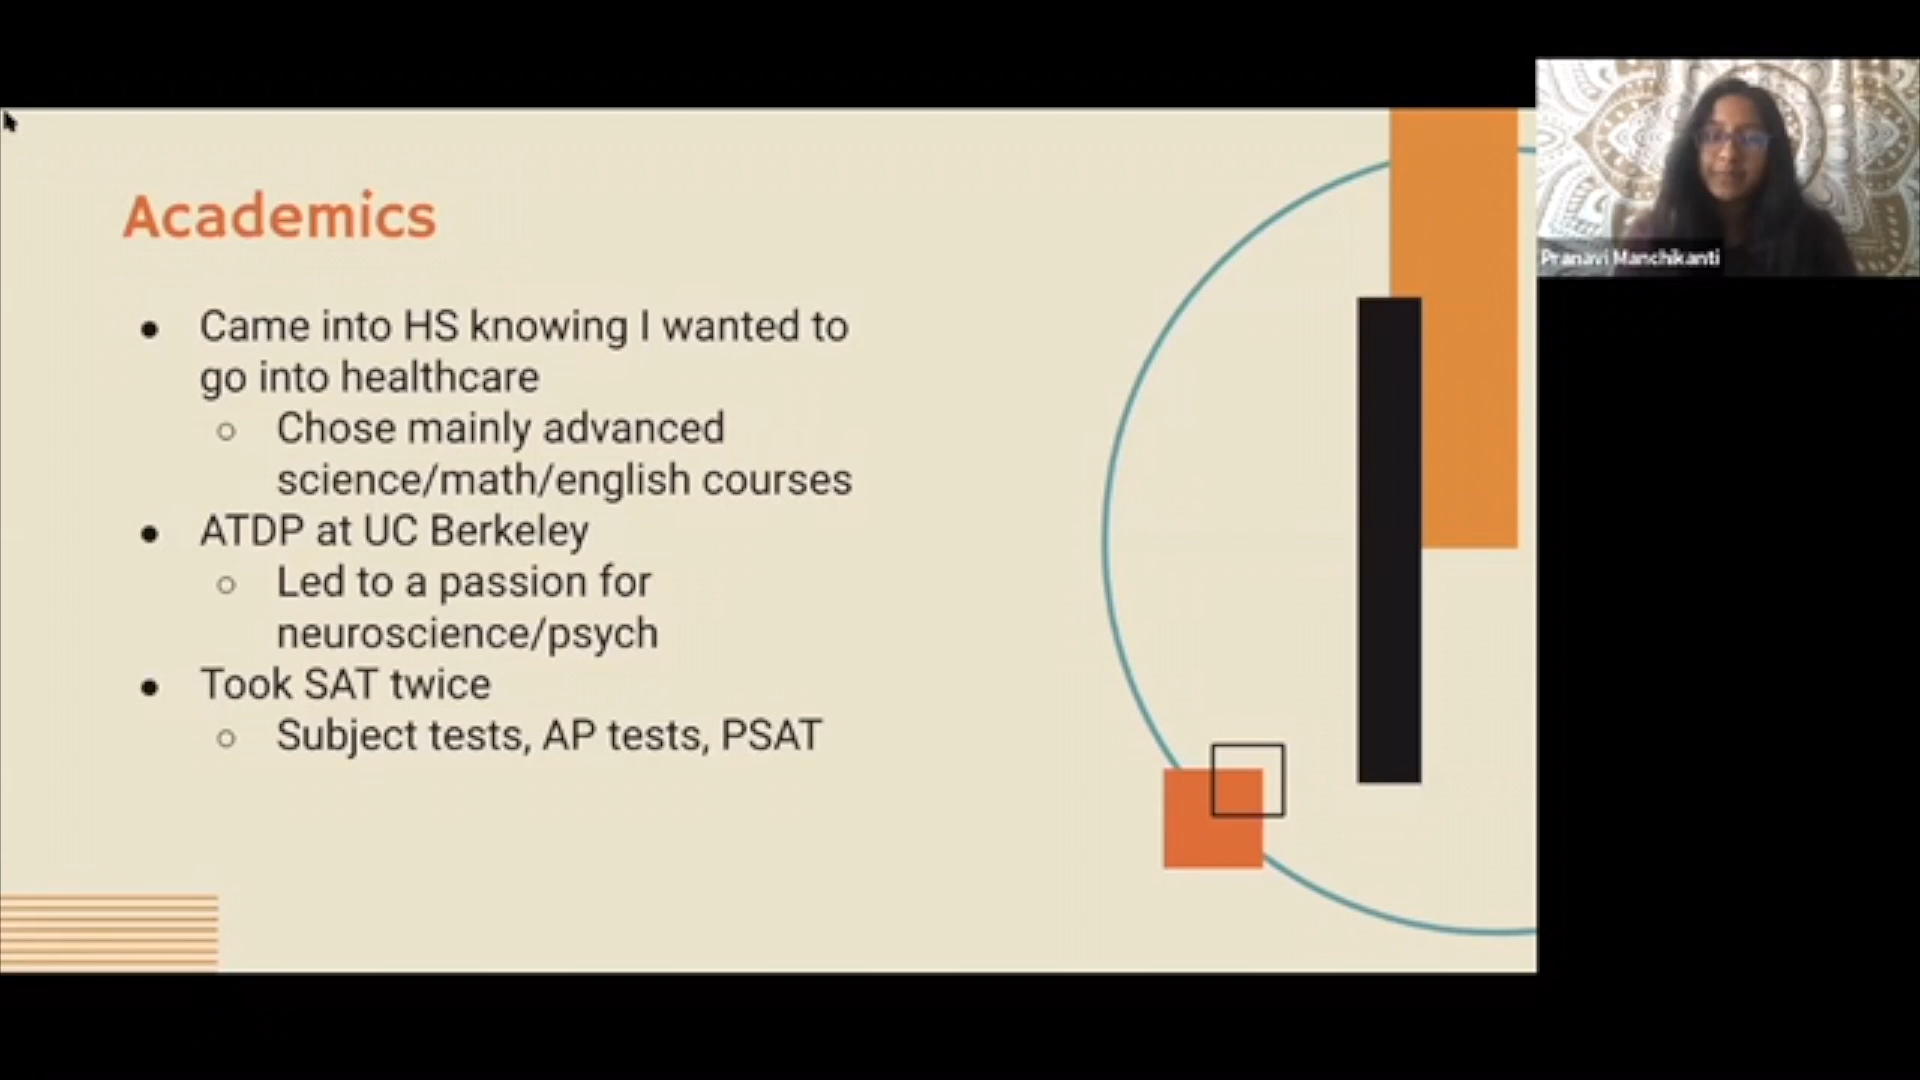 Academics
● Came into HS knowing I wanted to
go into healthcare
○ Chose mainly advanced
science/math/english courses
● ATDP at UC Berkeley
○ Led to a passion for
neuroscience/psych
● Took SAT twice
○ Subject tests, AP tests, PSAT
Pranavi Manchikanti